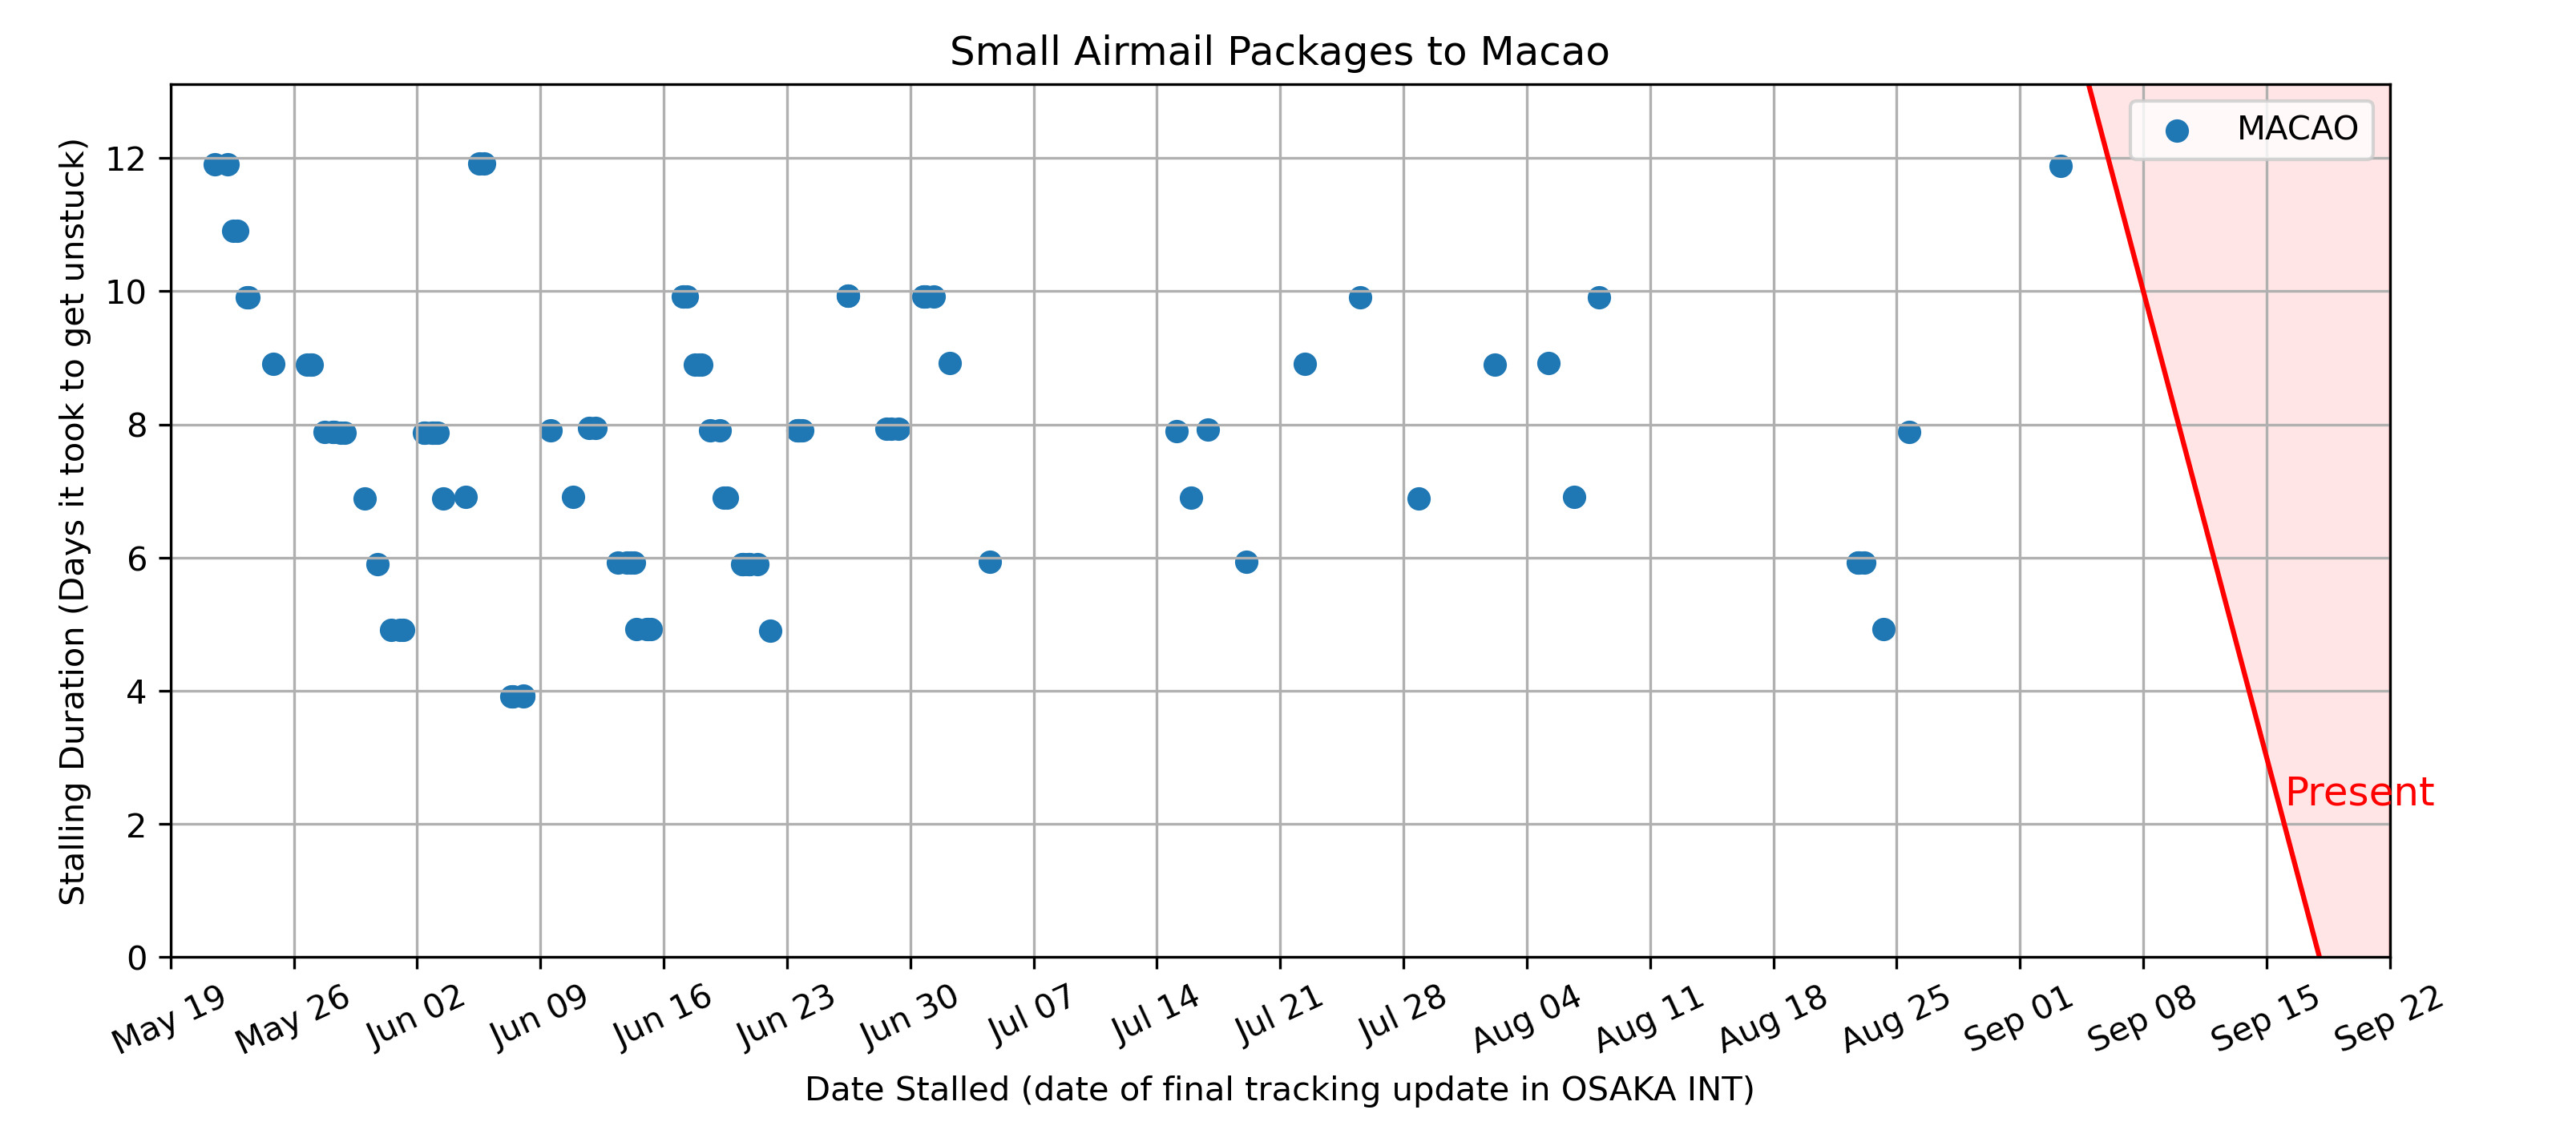 Small Airmail Packages to Macao
MACAO
Stalling Duration (Days it took to get unstuck)
12
10
8
6
4
2
0
Present
May 19
May 26
Jun 02
Jun 09
Jun 16
Jun 23
Jun 30
Jul 07
Jul 14
Jul 21
Jul 28
Aug 04
Aug 11
Aug 18
Aug 25
Sep 01
Sep 08
Sep 15
Sep 22
Date Stalled (date of final tracking update in OSAKA INT)